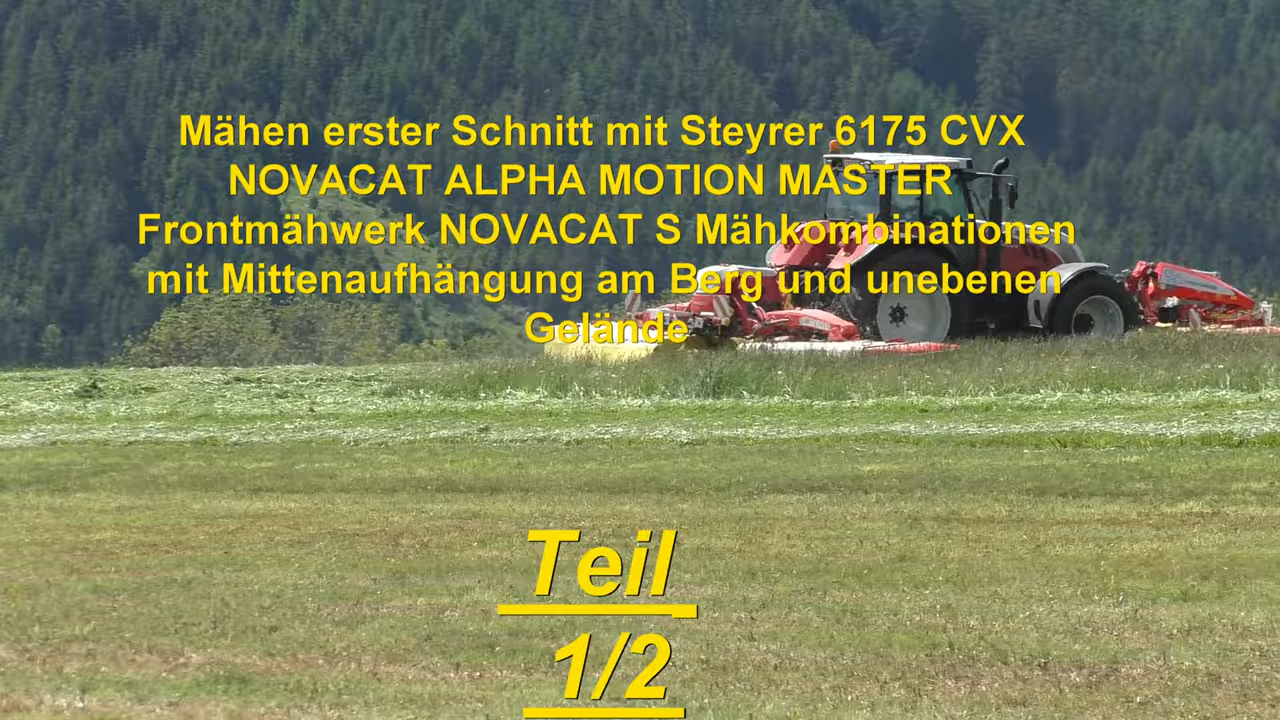 Mähen erster Schnitt mit Steyrer 6175 CVX
NOVACAT ALPHA MOTION MASTER
Frontmähwerk NOVACAT S Mähkombinationen
mit Mittenaufhängung am Berg und unebenen
Gelände
Teil
1/2